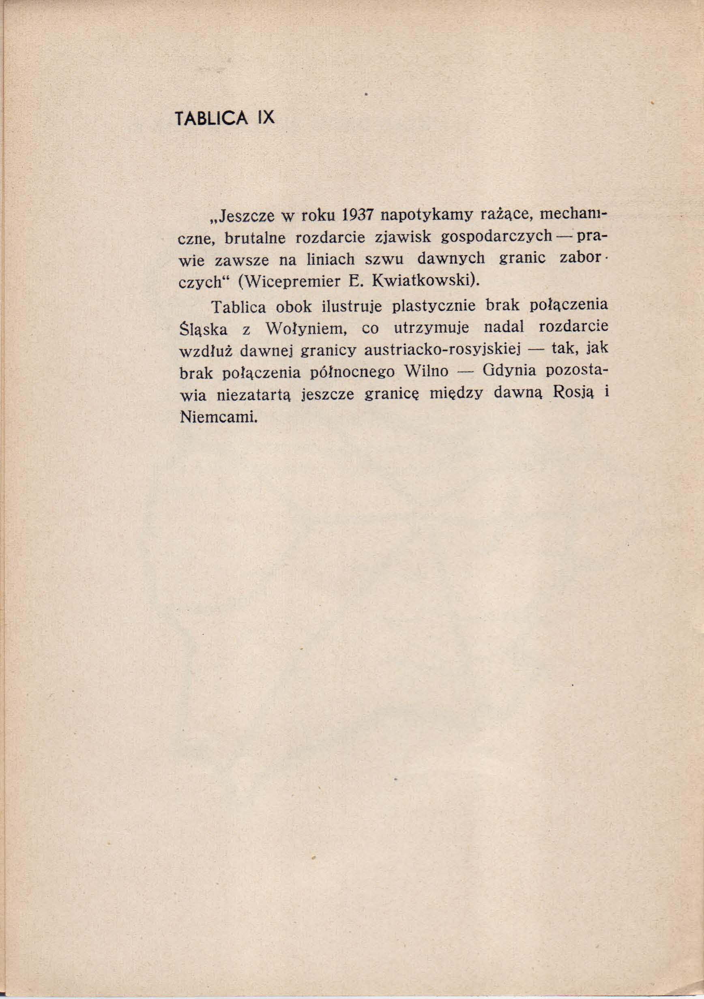 TABLICA IX
„Jeszcze w roku 1937 napotykamy rażące, mechani-
czne, brutalne rozdarcie zjawisk gospodarczych — pra-
wie zawsze na liniach szwu dawnych granic zabor-
czych“ (Wicepremier E. Kwiatkowski).
Tablica obok ilustruje plastycznie brak połączenia
Śląska z Wołyniem, co utrzymuje nadal rozdarcie
wzdłuż dawnej granicy austriacko-rosyjskiej — tak, jak
brak połączenia północnego Wilno — Gdynia pozosta-
wia niezatartą jeszcze granicę między dawną Rosją i
Niemcami.